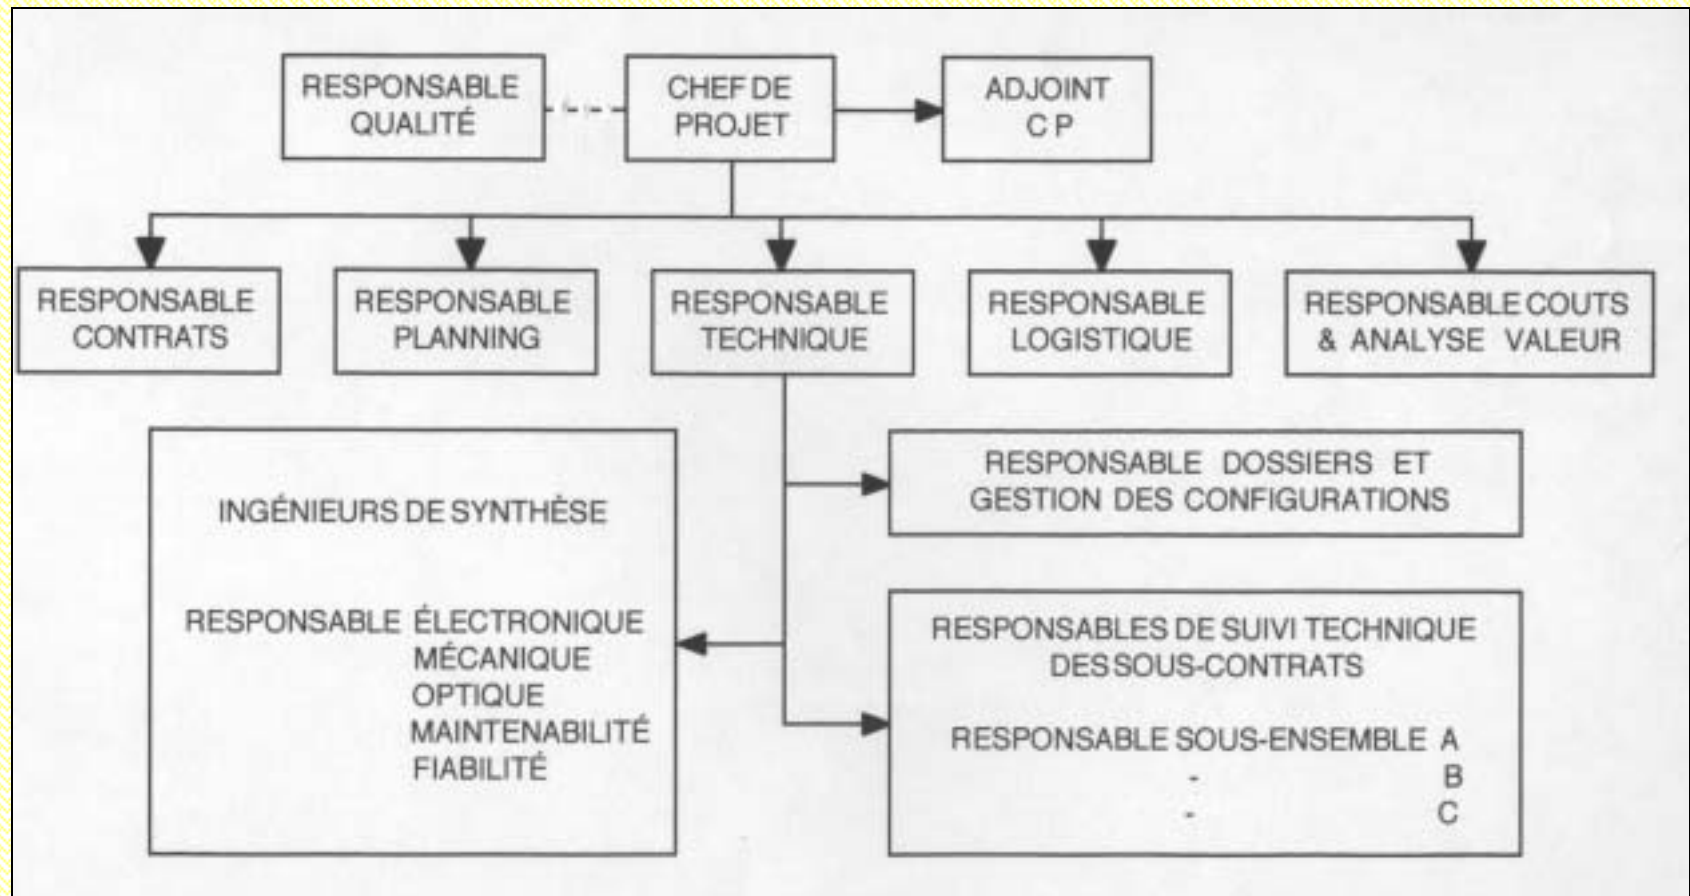 RESPONSABLE
QUALITÉ
CHEF DE
PROJET
ADJOINT
C P
RESPONSABLE
CONTRATS
RESPONSABLE
PLANNING
RESPONSABLE
TECHNIQUE
RESPONSABLE
LOGISTIQUE
RESPONSABLE COUTS
& ANALYSE VALEUR
INGÉNIEURS DE SYNTHÈSE
RESPONSABLE ÉLECTRONIQUE
MÉCANIQUE
OPTIQUE
MAINTENABILITÉ
FIABILITÉ
RESPONSABLE DOSSIERS ET
GESTION DES CONFIGURATIONS
RESPONSABLES DE SUIVI TECHNIQUE
DES SOUS-CONTRATS
RESPONSABLE SOUS-ENSEMBLE A
- B
- C